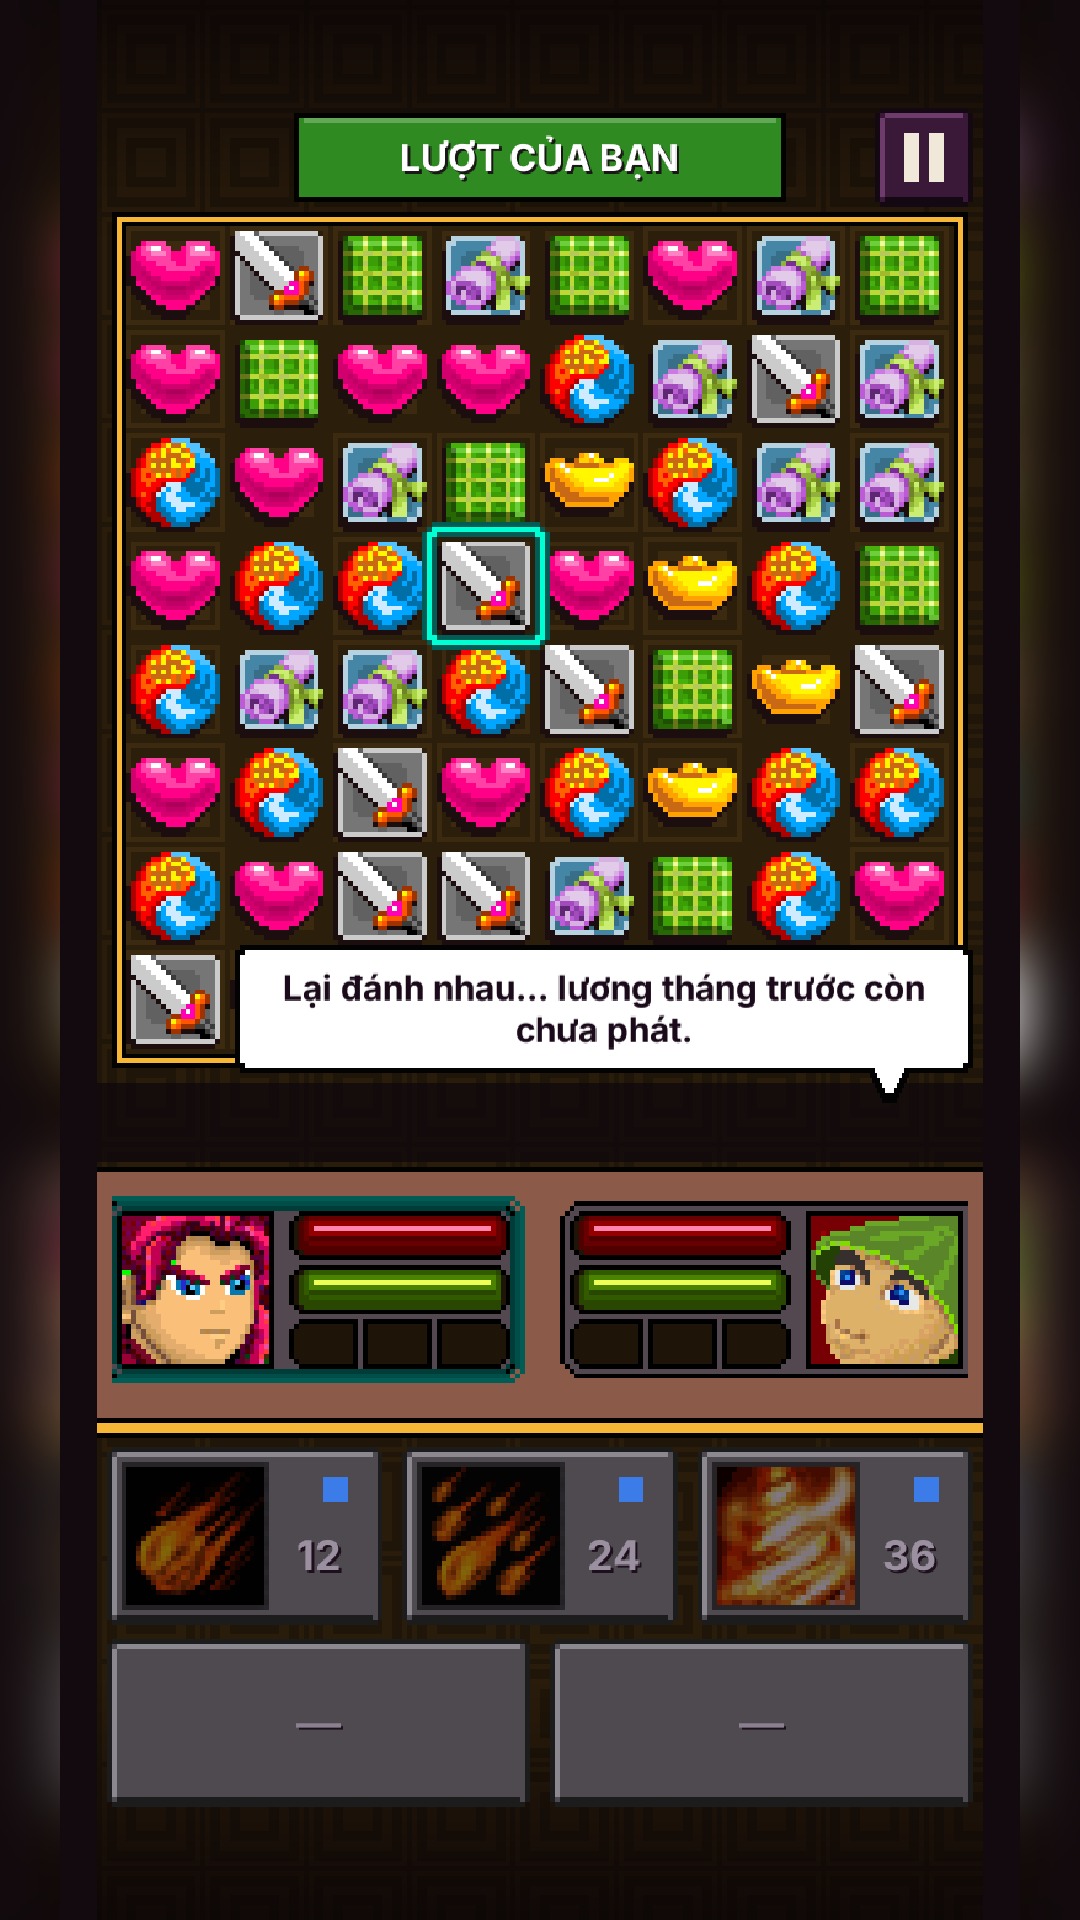 LƯỢT CỦA BẠN
Lại đánh nhau... lương tháng trước còn
chưa phát.
12
24
36
—
—